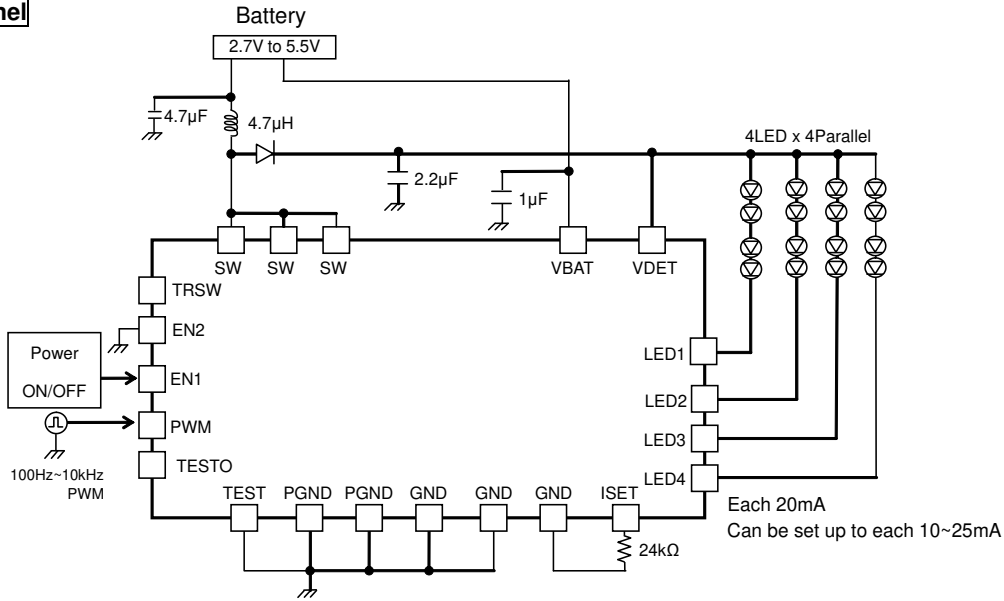 nel
Battery
2.7V to 5.5V
4.7μF
4.7μH
4LED x 4Parallel
2.2μF
1μF
SW
SW
SW
VBAT
VDET
TRSW
EN2
Power
ON/OFF
EN1
PWM
100Hz~10kHz
PWM
TESTO
LED1
LED2
LED3
LED4
TEST
PGND
PGND
GND
GND
GND
ISET
24kΩ
Each 20mA
Can be set up to each 10~25mA